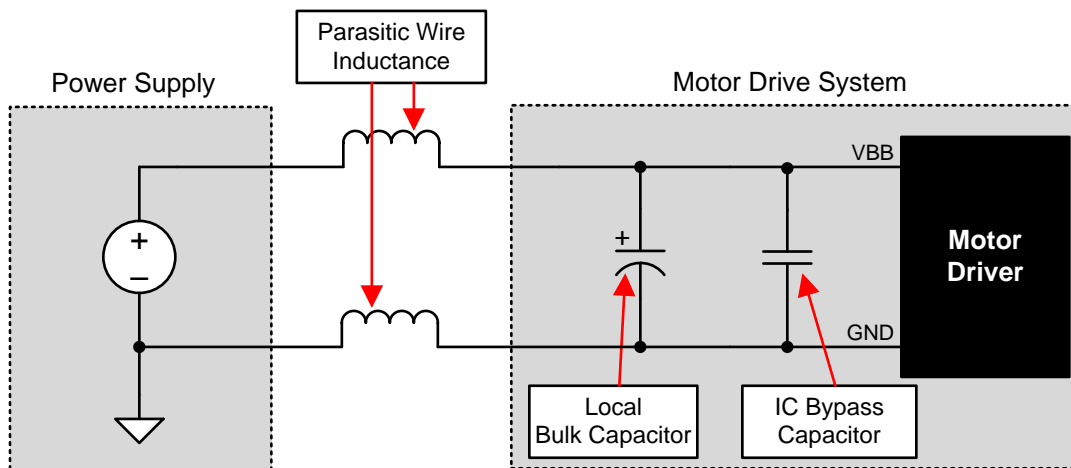 Parasitic Wire
Inductance
Power Supply
Motor Drive System
VBB
+
–
+
Motor
Driver
GND
Local
Bulk Capacitor
IC Bypass
Capacitor